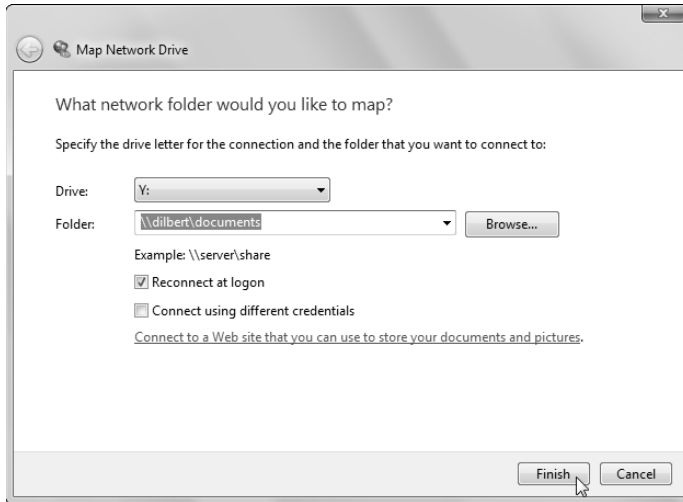 Map Network Drive
What network folder would you like to map?
Specify the drive letter for the connection and the folder that you want to connect to:
Drive: Y:
Folder: \\dilbert\documents Browse...
Example: \\server\share
Reconnect at logon
Connect using different credentials
Connect to a Web site that you can use to store your documents and pictures.
Finish Cancel